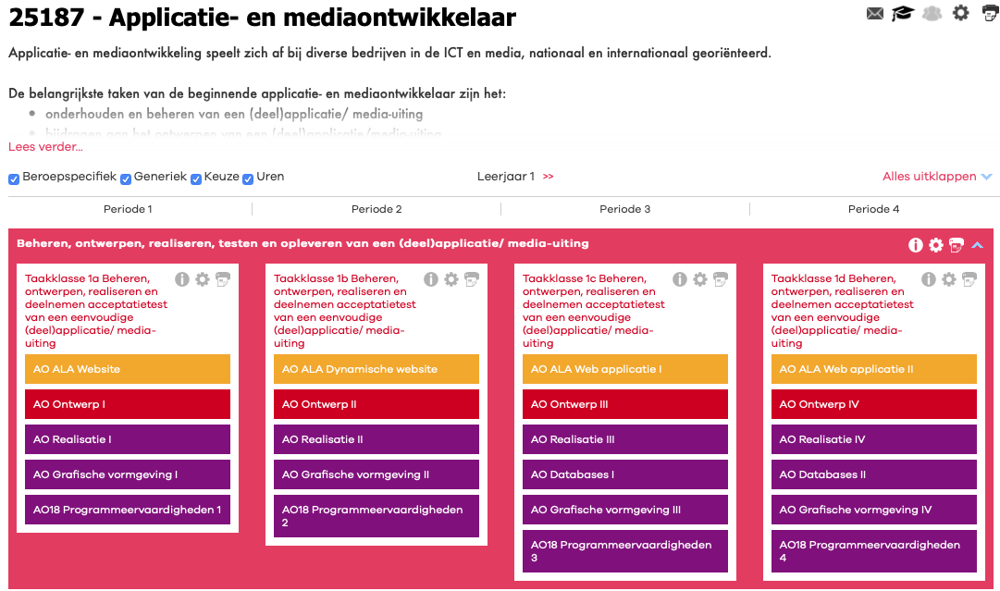 25187 - Applicatie- en mediaontwikkelaar
Applicatie- en mediaontwikkeling speelt zich af bij diverse bedrijven in de ICT en media, nationaal en internationaal georiënteerd.
De belangrijkste taken van de beginnende applicatie- en mediaontwikkelaar zijn het:
• onderhouden en beheren van een (deel)applicatie/ media-uiting
• bijdragen aan het ontwerpen van een (deel)applicatie/media-uiting
Lees verder...
Beroepspecifiek Generiek Keuze Uren
Leerjaar 1 >>
Alles uitklappen
Periode 1
Periode 2
Periode 3
Periode 4
Beheren, ontwerpen, realiseren, testen en opleveren van een (deel)applicatie/ media-uiting
Taakklasse 1a Beheren,
ontwerpen, realiseren en
deelnemen acceptatietest
van een eenvoudige
(deel)applicatie/ media-
uiting
AO ALA Website
AO Ontwerp I
AO Realisatie I
AO Grafische vormgeving I
AO18 Programmeervaardigheden 1
Taakklasse 1b Beheren,
ontwerpen, realiseren en
deelnemen acceptatietest
van een eenvoudige
(deel)applicatie/ media-
uiting
AO ALA Dynamische website
AO Ontwerp II
AO Realisatie II
AO Grafische vormgeving II
AO18 Programmeervaardigheden
2
Taakklasse 1c Beheren,
ontwerpen, realiseren en
deelnemen acceptatietest
van een eenvoudige
(deel)applicatie/ media-
uiting
AO ALA Web applicatie I
AO Ontwerp III
AO Realisatie III
AO Databases I
AO Grafische vormgeving III
AO18 Programmeervaardigheden
3
Taakklasse 1d Beheren,
ontwerpen, realiseren en
deelnemen acceptatietest
van een eenvoudige
(deel)applicatie/ media-
uiting
AO ALA Web applicatie II
AO Ontwerp IV
AO Realisatie IV
AO Databases II
AO Grafische vormgeving IV
AO18 Programmeervaardigheden
4